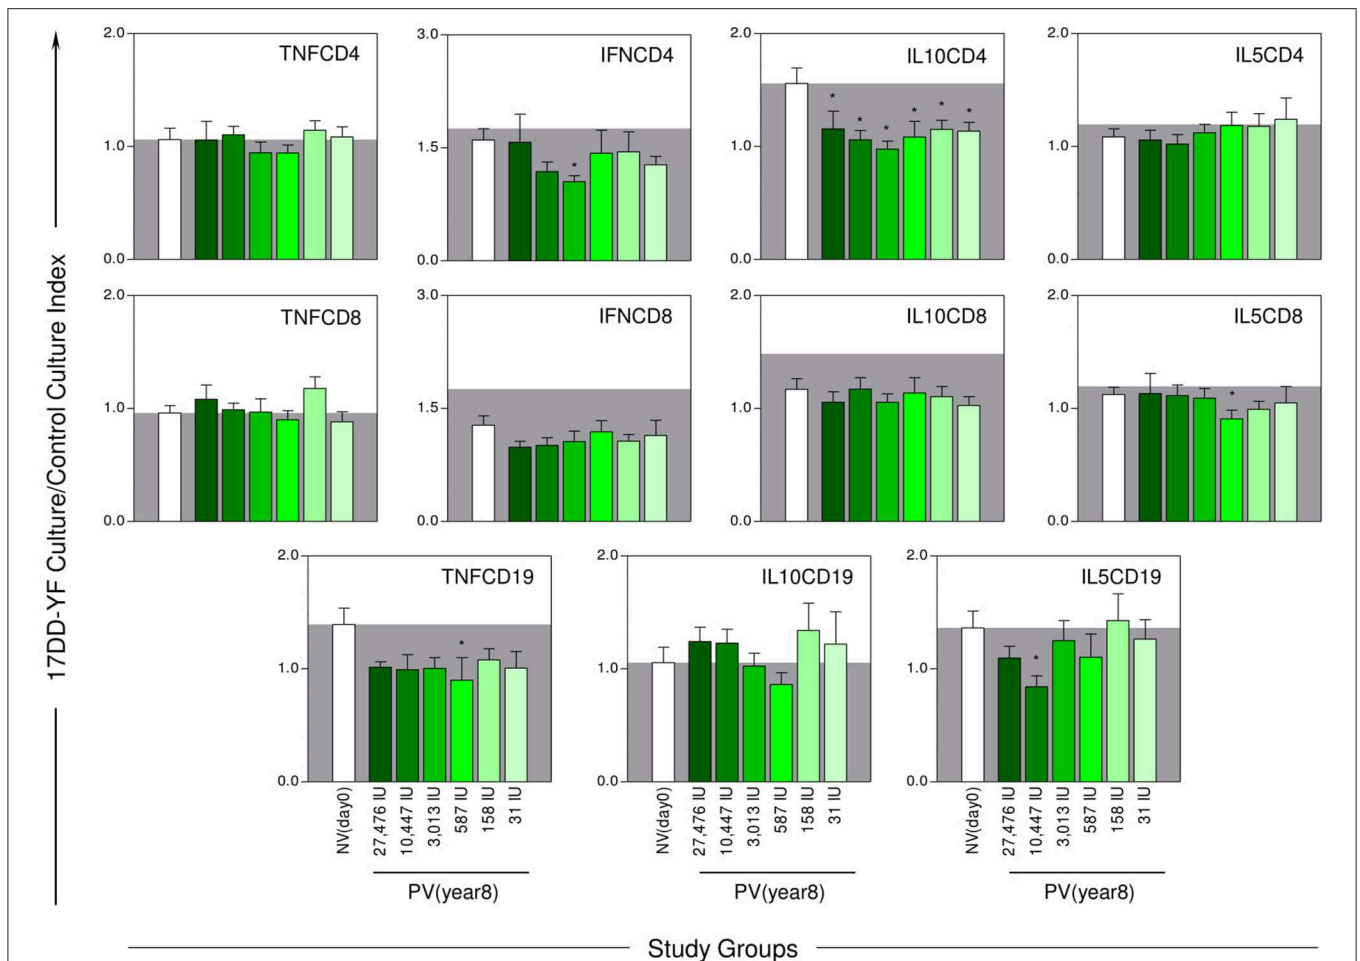 17DD-YF Culture/Control Culture Index
2.0
TNFCD4
1.0
0.0
3.0
IFNCD4
*
1.5
0.0
2.0
IL10CD4
* * * * * *
1.0
0.0
2.0
IL5CD4
1.0
0.0
2.0
TNFCD8
1.0
0.0
3.0
IFNCD8
1.5
0.0
2.0
IL10CD8
1.0
0.0
2.0
IL5CD8
*
1.0
0.0
2.0
TNFCD19
*
1.0
0.0
NV(day0)
27,476 IU
10,447 IU
3,013 IU
587 IU
158 IU
31 IU
PV(year8)
2.0
IL10CD19
1.0
0.0
NV(day0)
27,476 IU
10,447 IU
3,013 IU
587 IU
158 IU
31 IU
PV(year8)
2.0
IL5CD19
*
1.0
0.0
NV(day0)
27,476 IU
10,447 IU
3,013 IU
587 IU
158 IU
31 IU
PV(year8)
Study Groups